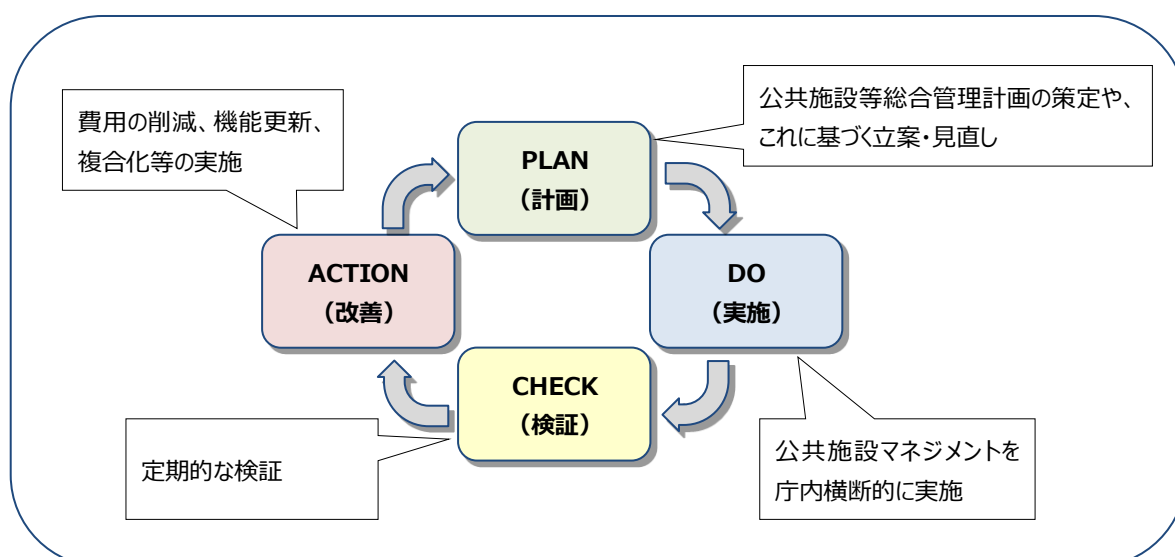 公共施設等総合管理計画の策定や、
これに基づく立案・見直し
費用の削減、機能更新、
複合化等の実施
PLAN
（計画）
ACTION
（改善）
DO
（実施）
CHECK
（検証）
定期的な検証
公共施設マネジメントを
庁内横断的に実施